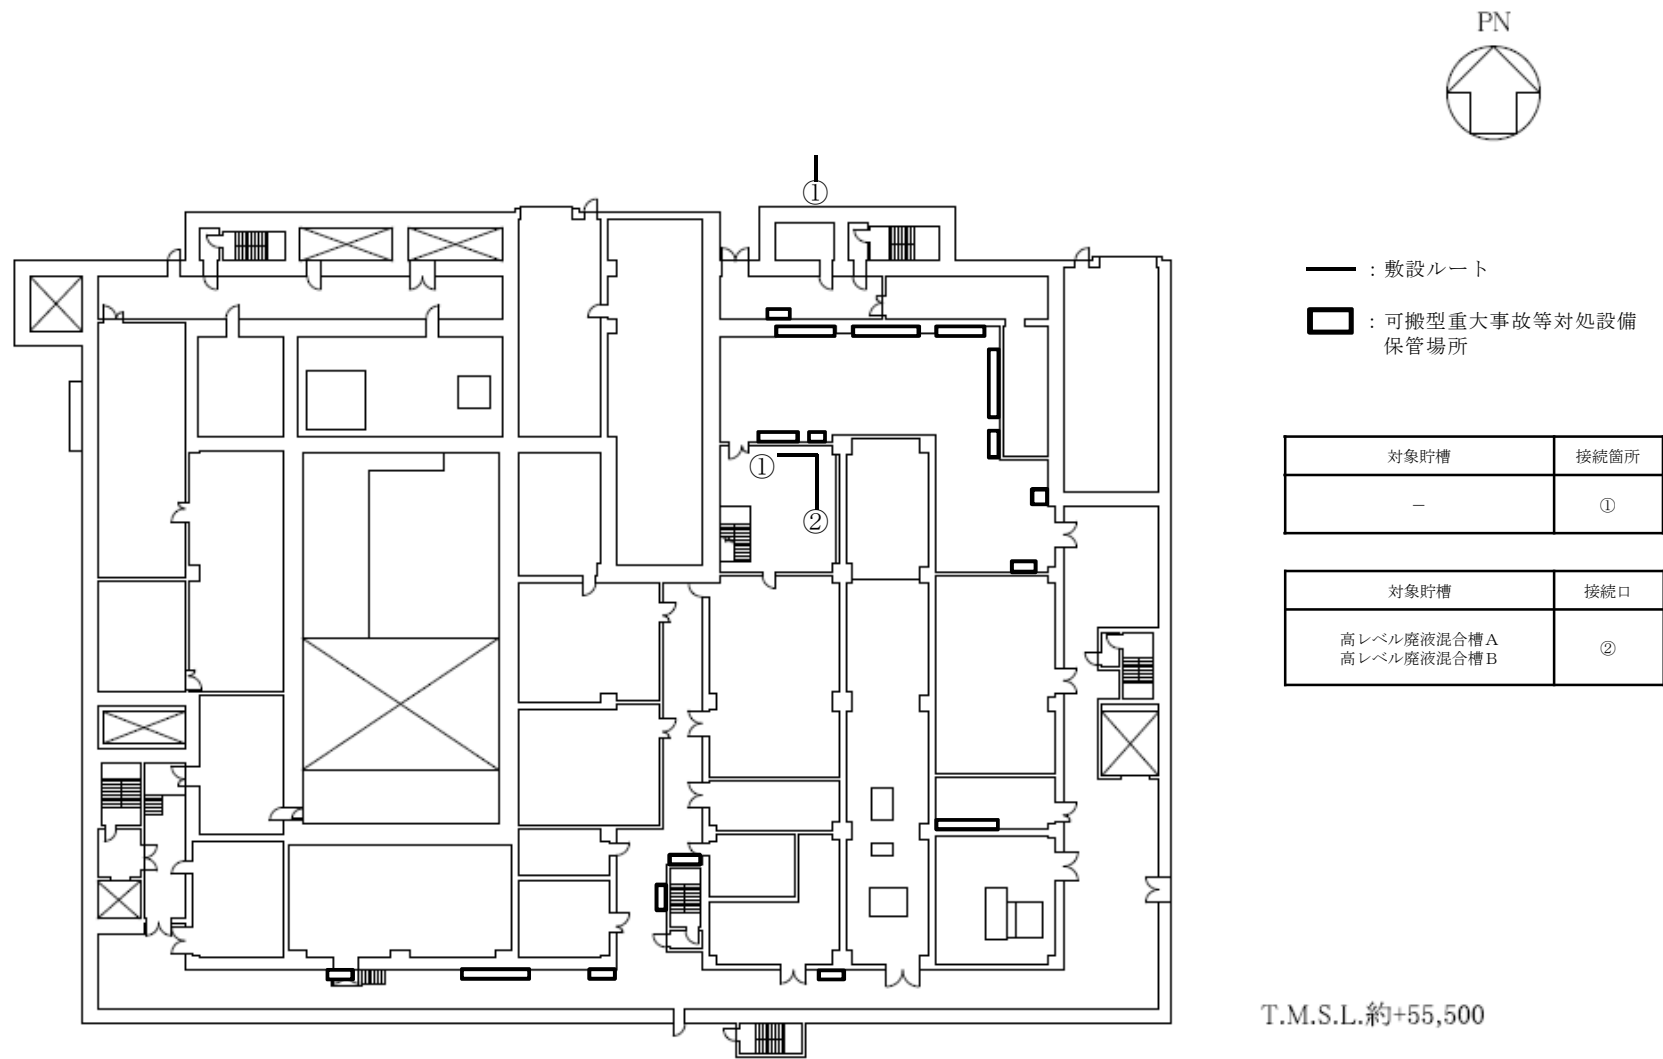 PN
①
：敷設ルート
：可搬型重大事故等対処設備
保管場所
①
②
対象貯槽 接続箇所
－ ①
対象貯槽 接続口
高レベル廃液混合槽A
高レベル廃液混合槽B
②
T.M.S.L.約+55,500